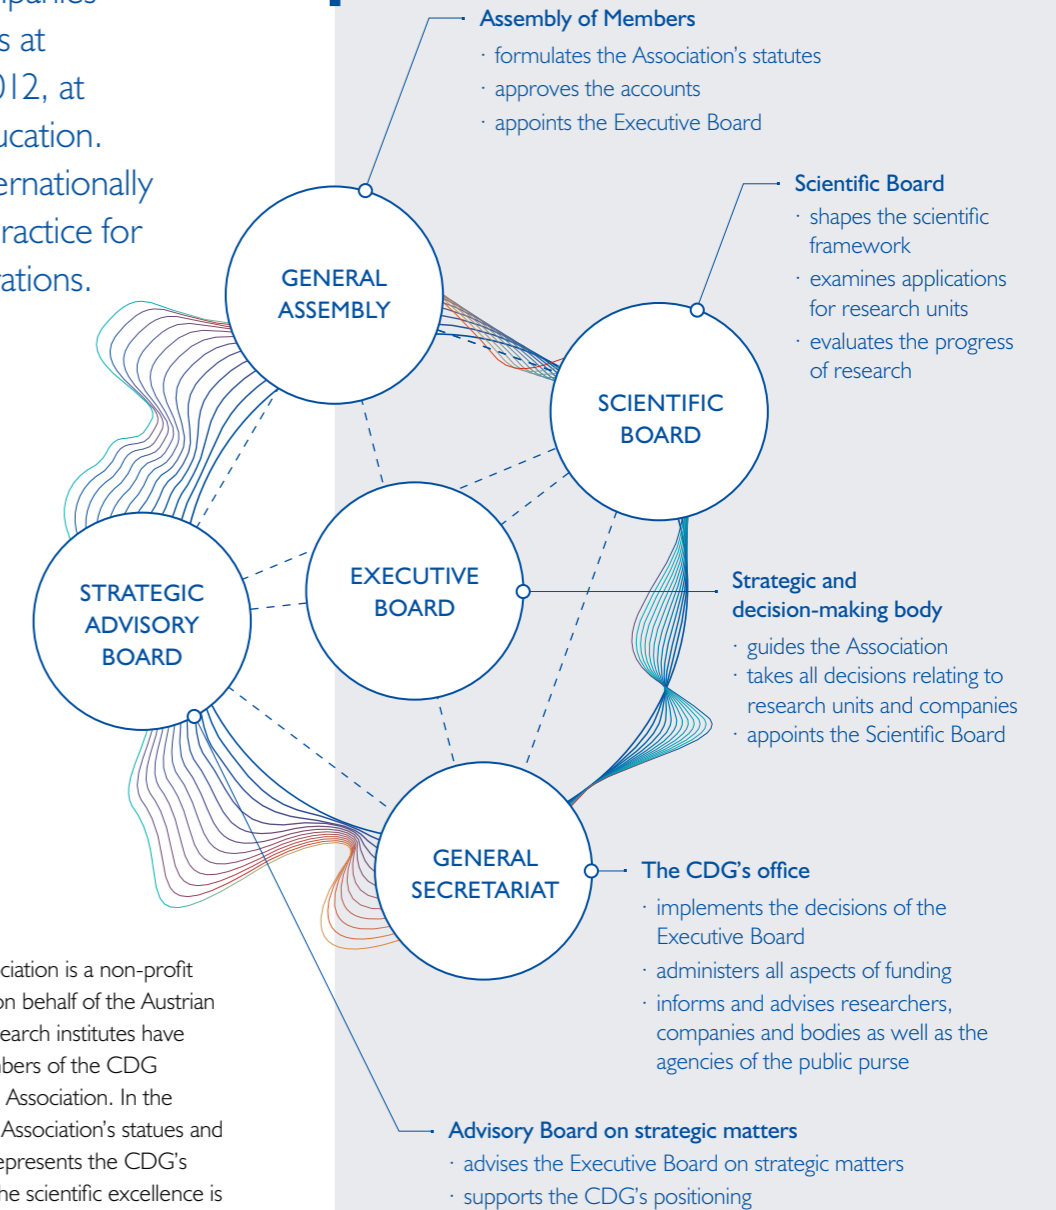 s at
012, at
ucation.
ernationally
ractice for
rations.
Assembly of Members
· formulates the Association's statutes
· approves the accounts
· appoints the Executive Board
Scientific Board
· shapes the scientific
framework
· examines applications
for research units
· evaluates the progress
of research
GENERAL
ASSEMBLY
SCIENTIFIC
BOARD
EXECUTIVE
BOARD
STRATEGIC
ADVISORY
BOARD
Strategic and
decision-making body
· guides the Association
· takes all decisions relating to
research units and companies
· appoints the Scientific Board
GENERAL
SECRETARIAT
The CDG's office
· implements the decisions of the
Executive Board
· administers all aspects of funding
· informs and advises researchers,
companies and bodies as well as the
agencies of the public purse
ciation is a non-profit
on behalf of the Austrian
earch institutes have
bers of the CDG
Association. In the
Association's statues and
epresents the CDG's
he scientific excellence is
Advisory Board on strategic matters
· advises the Executive Board on strategic matters
· supports the CDG's positioning